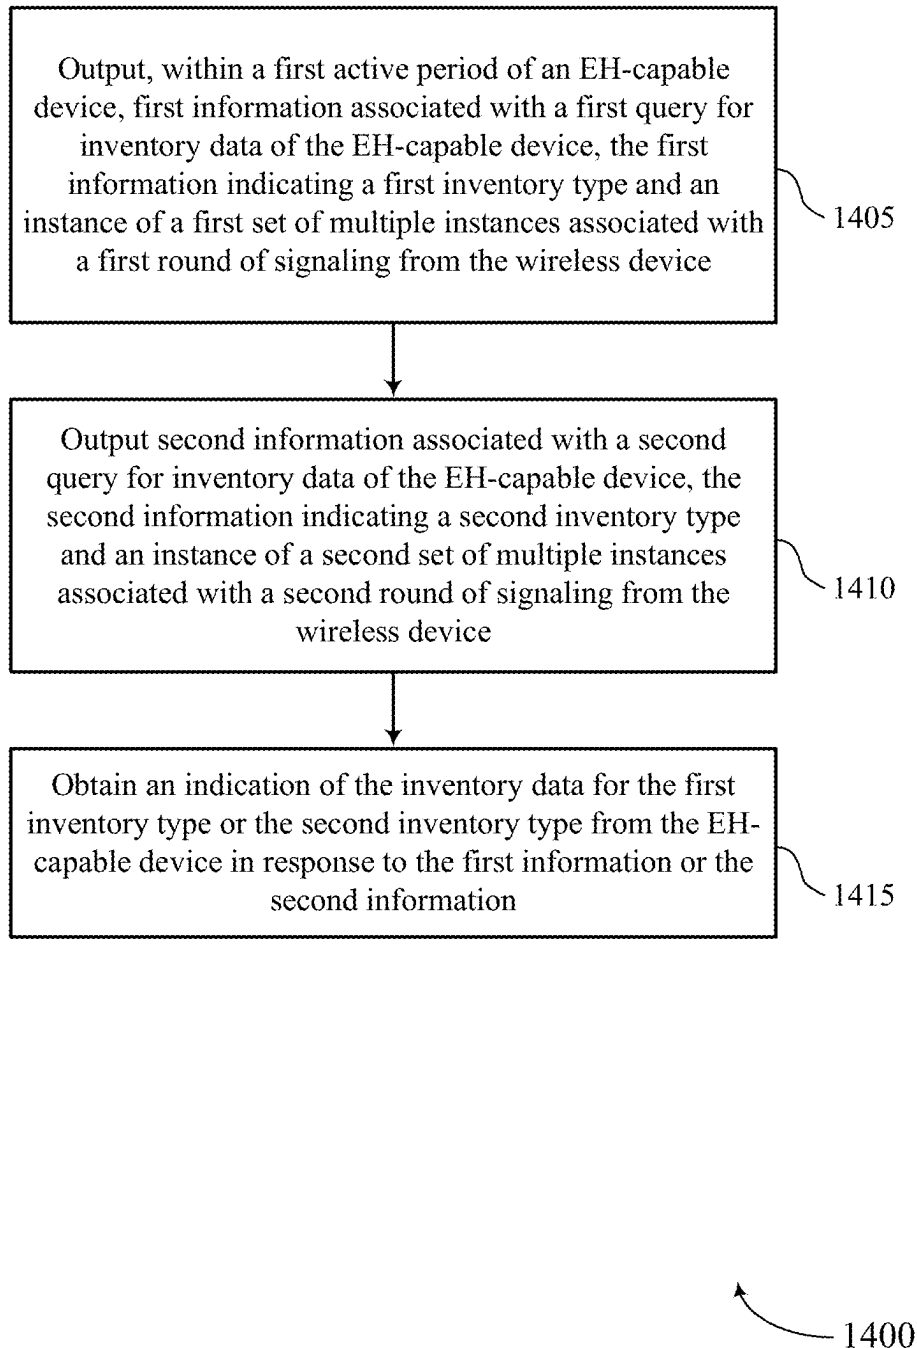 Output, within a first active period of an EH-capable
device, first information associated with a first query for
inventory data of the EH-capable device, the first
information indicating a first inventory type and an
instance of a first set of multiple instances associated with
a first round of signaling from the wireless device
1405
Output second information associated with a second
query for inventory data of the EH-capable device, the
second information indicating a second inventory type
and an instance of a second set of multiple instances
associated with a second round of signaling from the
wireless device
1410
Obtain an indication of the inventory data for the first
inventory type or the second inventory type from the EH-
capable device in response to the first information or the
second information
1415
1400